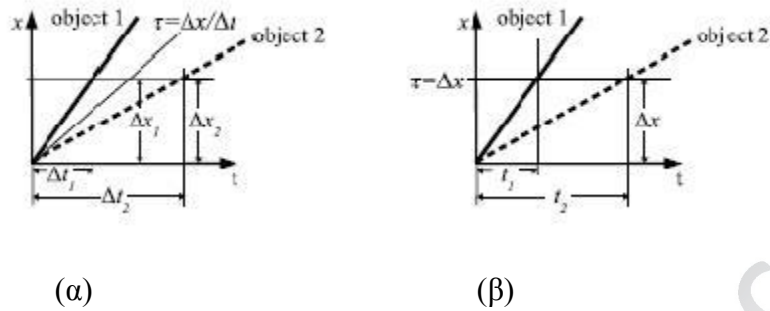 x object 1 τ=Δx/Δt
object 2
Δx₁ Δx₂
Δt₁ t
Δt₂
x object 1
object 2
τ=Δx
Δx
t₁ t
t₂
(α) (β)